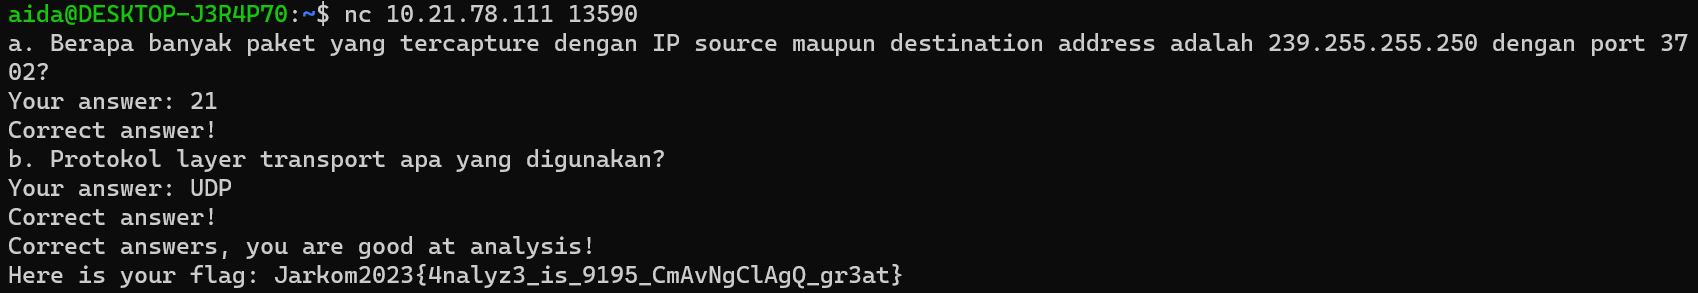 aida@DESKTOP-J3R4P70:~$ nc 10.21.78.111 13590
a. Berapa banyak paket yang tercapture dengan IP source maupun destination address adalah 239.255.255.250 dengan port 37
02?
Your answer: 21
Correct answer!
b. Protokol layer transport apa yang digunakan?
Your answer: UDP
Correct answer!
Correct answers, you are good at analysis!
Here is your flag: Jarkom2023{4nalyz3_is_9195_CmAvNgClAgQ_gr3at}